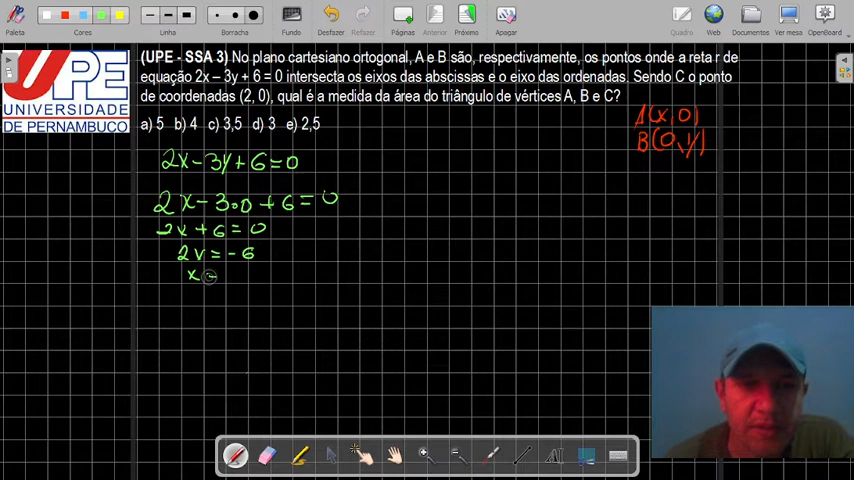 Paleta Cores Borracha Desfazer Refazer Páginas Anterior Próximo Apagar Quadro Web Documentos Ver mesa OpenBoard
UPE
UNIVERSIDADE
DE PERNAMBUCO
(UPE - SSA 3) No plano cartesiano ortogonal, A e B são, respectivamente, os pontos onde a reta r de
equação 2x – 3y + 6 = 0 intersecta os eixos das abscissas e o eixo das ordenadas. Sendo C o ponto
de coordenadas (2, 0), qual é a medida da área do triângulo de vértices A, B e C?
a) 5 b) 4 c) 3,5 d) 3 e) 2,5
A(x,0)
B(0,y)
2x - 3y + 6 = 0
2x - 3•0 + 6 = 0
2x + 6 = 0
2x = - 6
x =